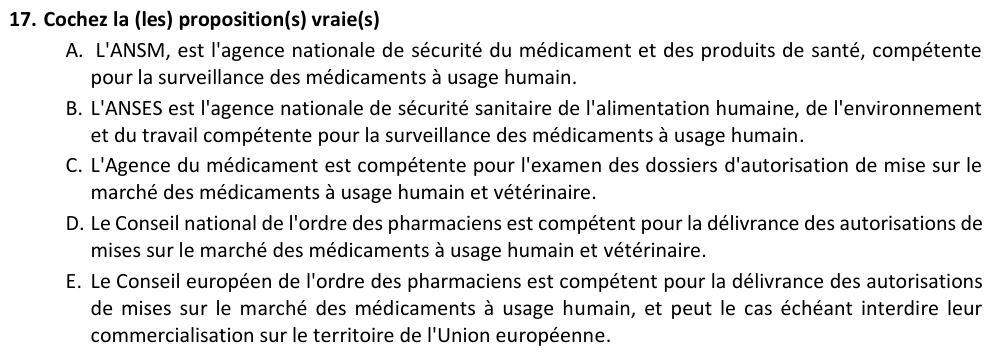 17. Cochez la (les) proposition(s) vraie(s)
A. L'ANSM, est l'agence nationale de sécurité du médicament et des produits de santé, compétente
pour la surveillance des médicaments à usage humain.
B. L'ANSES est l'agence nationale de sécurité sanitaire de l'alimentation humaine, de l'environnement
et du travail compétente pour la surveillance des médicaments à usage humain.
C. L'Agence du médicament est compétente pour l'examen des dossiers d'autorisation de mise sur le
marché des médicaments à usage humain et vétérinaire.
D. Le Conseil national de l'ordre des pharmaciens est compétent pour la délivrance des autorisations de
mises sur le marché des médicaments à usage humain et vétérinaire.
E. Le Conseil européen de l'ordre des pharmaciens est compétent pour la délivrance des autorisations
de mises sur le marché des médicaments à usage humain, et peut le cas échéant interdire leur
commercialisation sur le territoire de l'Union européenne.